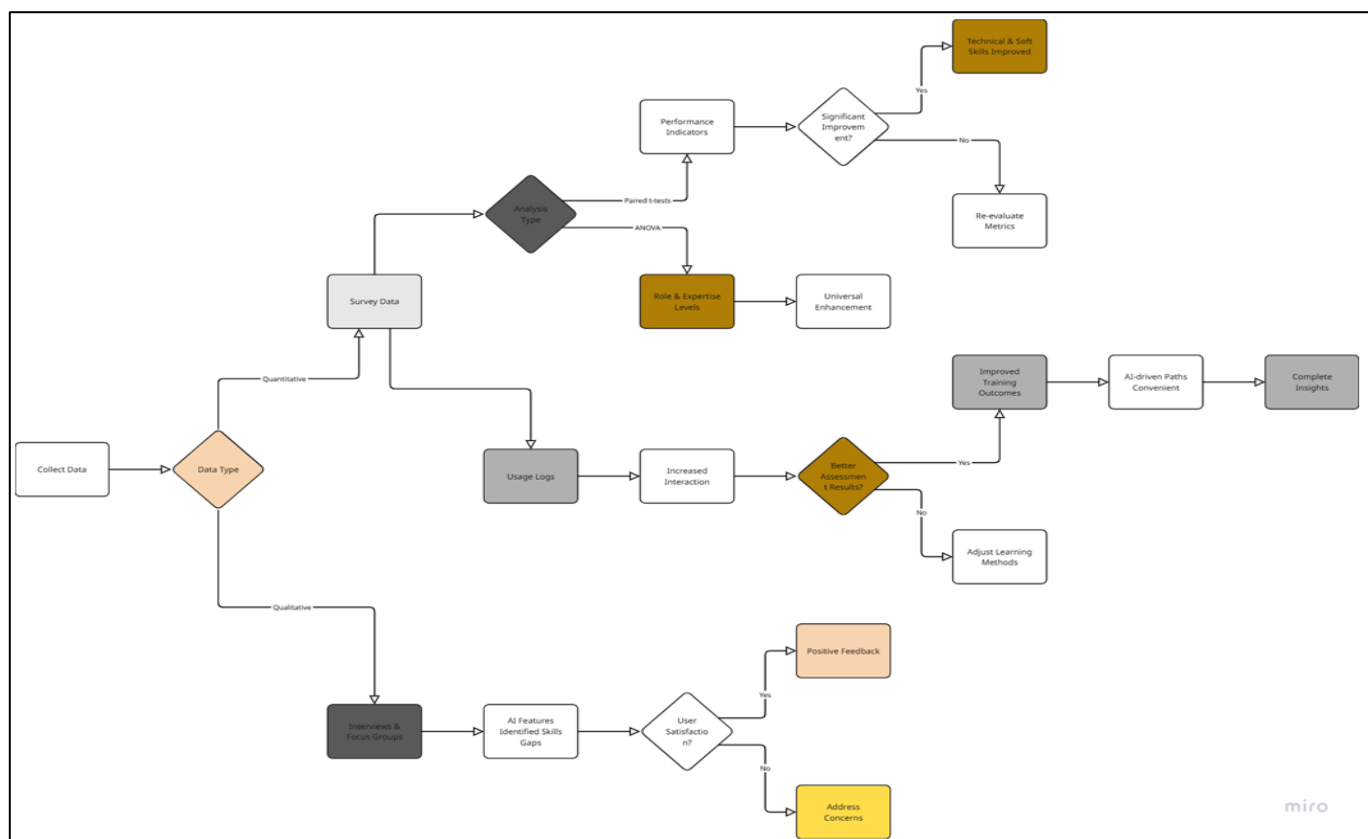 Technical & Soft
Skills Improved
Yes
Performance
Indicators
Significant
Improvem
ent?
No
Paired t-tests
Analysis
Type
Re-evaluate
Metrics
ANOVA
Survey Data
Role & Expertise
Levels
Universal
Enhancement
Quantitative
Improved
Training
Outcomes
AI-driven Paths
Convenient
Complete
Insights
Collect Data
Data Type
Usage Logs
Increased
Interaction
Better
Assessmen
t Results?
Yes
No
Adjust Learning
Methods
Qualitative
Positive Feedback
Yes
Interviews &
Focus Groups
AI Features
Identified Skills
Gaps
User
Satisfactio
n?
No
Address
Concerns
miro